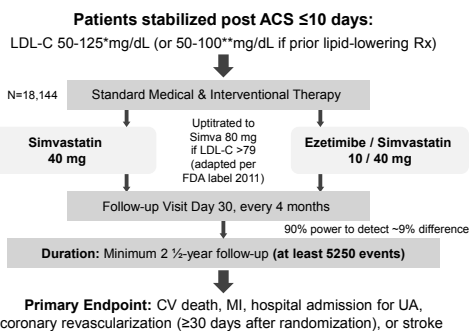 Patients stabilized post ACS ≤10 days:
LDL-C 50-125*mg/dL (or 50-100**mg/dL if prior lipid-lowering Rx)
N=18,144
Standard Medical & Interventional Therapy
Simvastatin
40 mg
Uptitrated to
Simva 80 mg
if LDL-C >79
(adapted per
FDA label 2011)
Ezetimibe / Simvastatin
10 / 40 mg
Follow-up Visit Day 30, every 4 months
90% power to detect ~9% difference
Duration: Minimum 2 ½-year follow-up (at least 5250 events)
Primary Endpoint: CV death, MI, hospital admission for UA,
coronary revascularization (≥30 days after randomization), or stroke